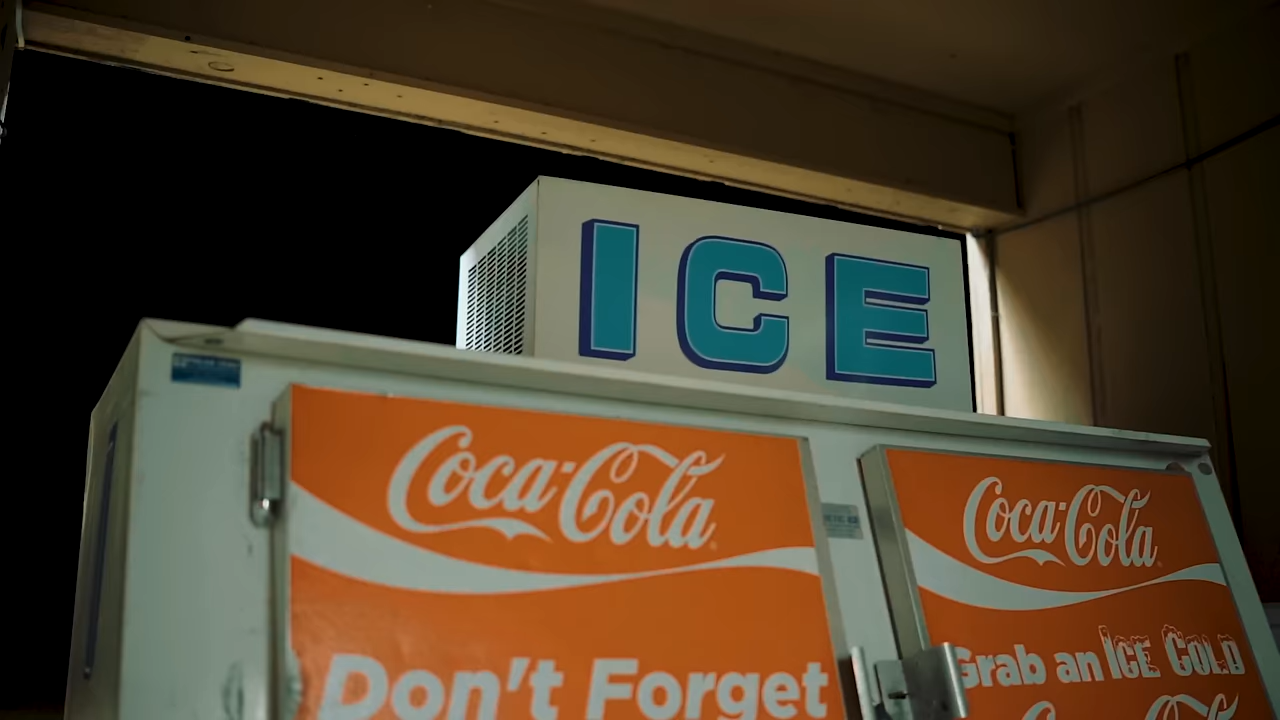 ICE
Coca-Cola
Don't Forget
Coca-Cola
Grab an ICE COLD